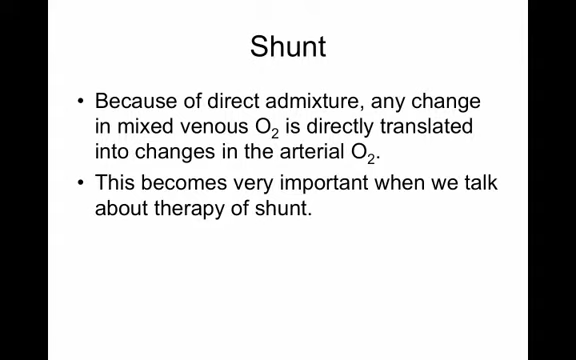 Shunt
• Because of direct admixture, any change
in mixed venous O₂ is directly translated
into changes in the arterial O₂.
• This becomes very important when we talk
about therapy of shunt.